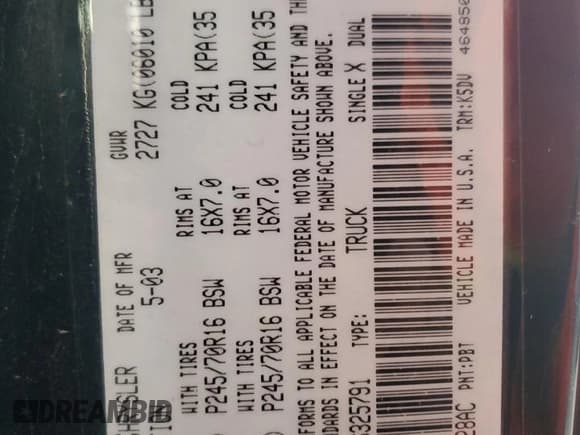 CHRYSLER DATE OF MFR GVWR
5-03 2727 KG(06010 LB
WITH TIRES RIMS AT COLD
P245/70R16 BSW 16X7.0 241 KPA(35
WITH TIRES RIMS AT COLD
P245/70R16 BSW 16X7.0 241 KPA(35
FORMS TO ALL APPLICABLE FEDERAL MOTOR VEHICLE SAFETY AND TH
DARDS IN EFFECT ON THE DATE OF MANUFACTURE SHOWN ABOVE.
325791 TYPE: TRUCK SINGLE X DUAL
28AC PNT:PBT VEHICLE MADE IN U.S.A. TRM:K5DV
464850
DREAMBID